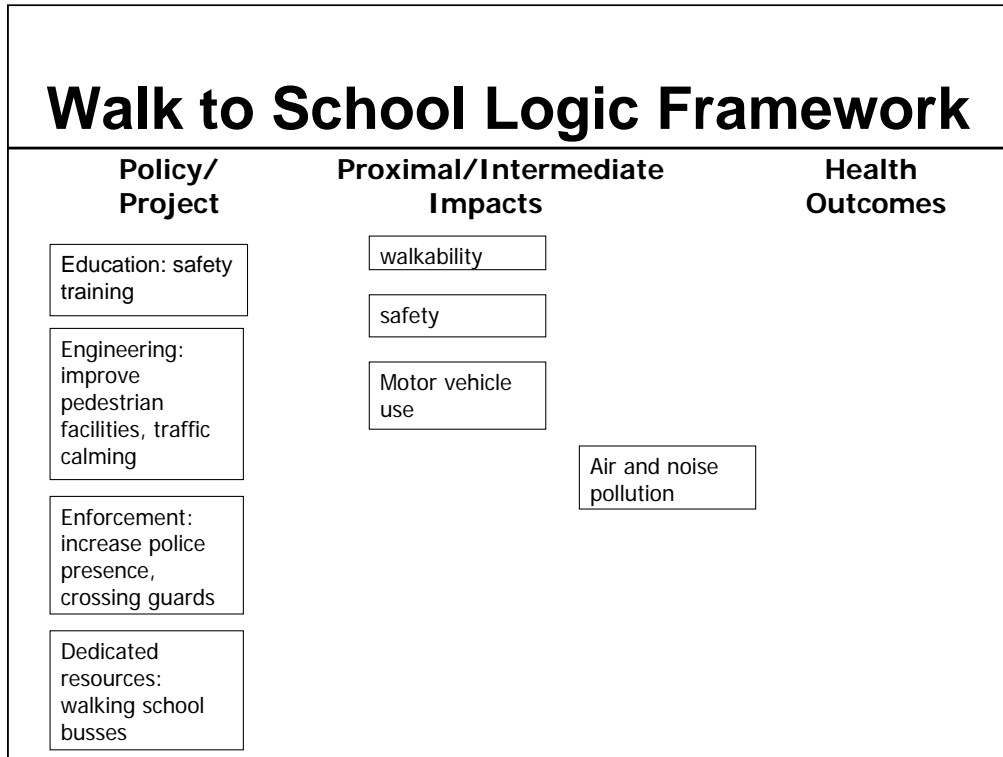 Walk to School Logic Framework
Policy/
Project
Proximal/Intermediate
Impacts
Health
Outcomes
Education: safety
training
Engineering:
improve
pedestrian
facilities, traffic
calming
Enforcement:
increase police
presence,
crossing guards
Dedicated
resources:
walking school
busses
walkability
safety
Motor vehicle
use
Air and noise
pollution